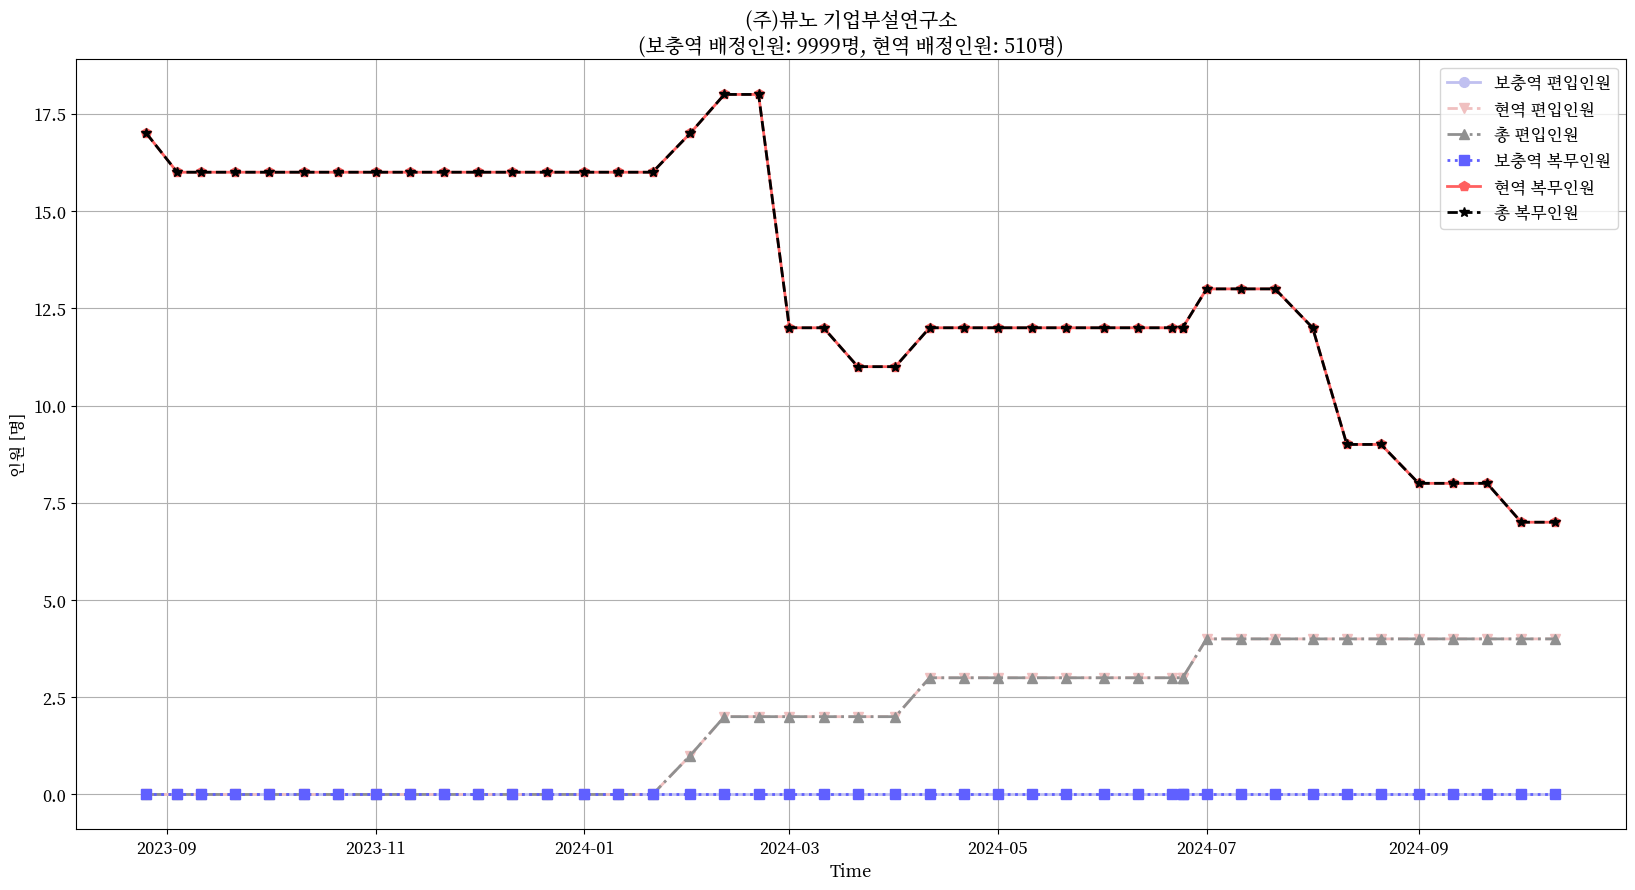 (주)뷰노 기업부설연구소
(보충역 배정인원: 9999명, 현역 배정인원: 510명)
보충역 편입인원
현역 편입인원
총 편입인원
보충역 복무인원
현역 복무인원
총 복무인원
인원 [명]
17.5
15.0
12.5
10.0
7.5
5.0
2.5
0.0
2023-09
2023-11
2024-01
2024-03
2024-05
2024-07
2024-09
Time